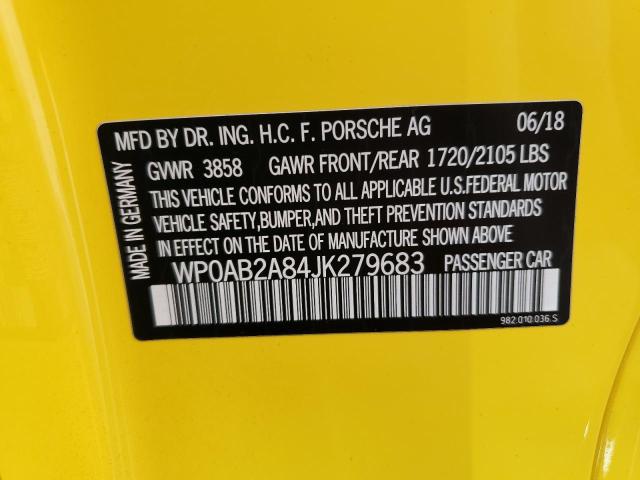 MFD BY DR. ING. H.C. F. PORSCHE AG 06/18
GVWR 3858 GAWR FRONT/REAR 1720/2105 LBS
THIS VEHICLE CONFORMS TO ALL APPLICABLE U.S.FEDERAL MOTOR
VEHICLE SAFETY,BUMPER,AND THEFT PREVENTION STANDARDS
IN EFFECT ON THE DATE OF MANUFACTURE SHOWN ABOVE.
WP0AB2A84JK279683 PASSENGER CAR
982.010.036.S
MADE IN GERMANY